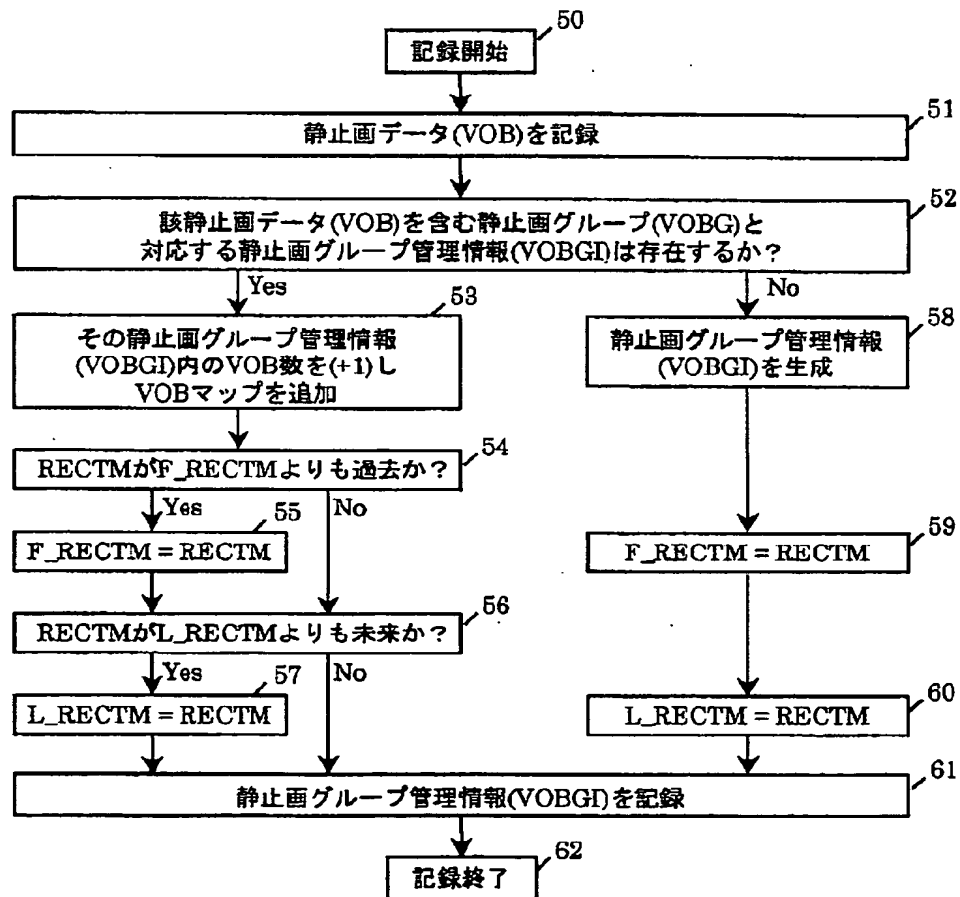 50
記録開始
51
静止画データ(VOB)を記録
52
該静止画データ(VOB)を含む静止画グループ(VOBG)と
対応する静止画グループ管理情報(VOBGI)は存在するか?
Yes
No
53
その静止画グループ管理情報
(VOBGI)内のVOB数を(+1)し
VOBマップを追加
58
静止画グループ管理情報
(VOBGI)を生成
54
RECTMがF_RECTMよりも過去か?
Yes
No
55
F_RECTM = RECTM
59
F_RECTM = RECTM
56
RECTMがL_RECTMよりも未来か?
Yes
No
57
L_RECTM = RECTM
60
L_RECTM = RECTM
61
静止画グループ管理情報(VOBGI)を記録
62
記録終了